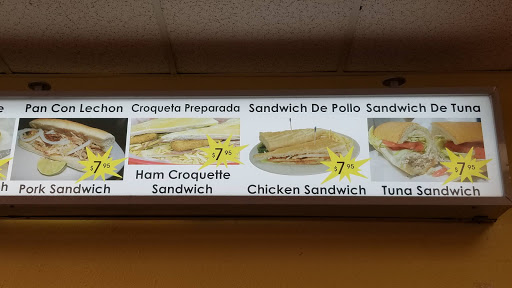 Pan Con Lechon
$7.95
Pork Sandwich
Croqueta Preparada
$7.95
Ham Croquette
Sandwich
Sandwich De Pollo
$7.95
Chicken Sandwich
Sandwich De Tuna
$7.95
Tuna Sandwich